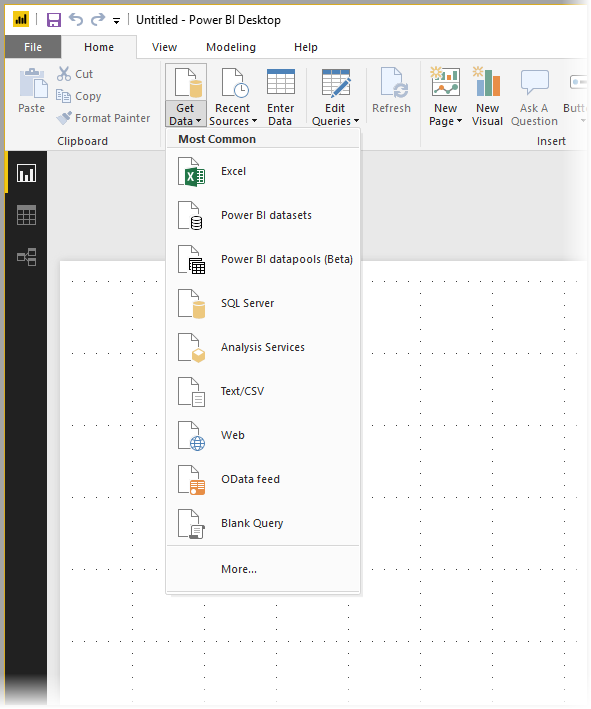 Untitled - Power BI Desktop
File Home View Modeling Help
Paste
Cut
Copy
Format Painter
Get
Data
Recent
Sources
Enter
Data
Edit
Queries
Refresh
New
Page
New
Visual
Ask A
Question
Clipboard
Insert
Most Common
Excel
Power BI datasets
Power BI datapools (Beta)
SQL Server
Analysis Services
Text/CSV
Web
OData feed
Blank Query
More...